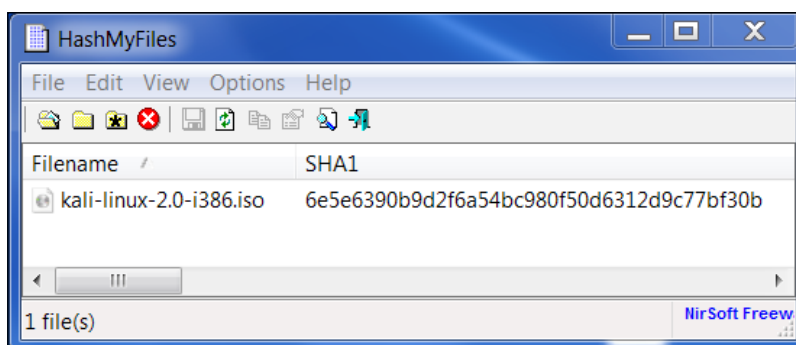 HashMyFiles
File Edit View Options Help
Filename SHA1
kali-linux-2.0-i386.iso 6e5e6390b9d2f6a54bc980f50d6312d9c77bf30b
1 file(s) NirSoft Freew